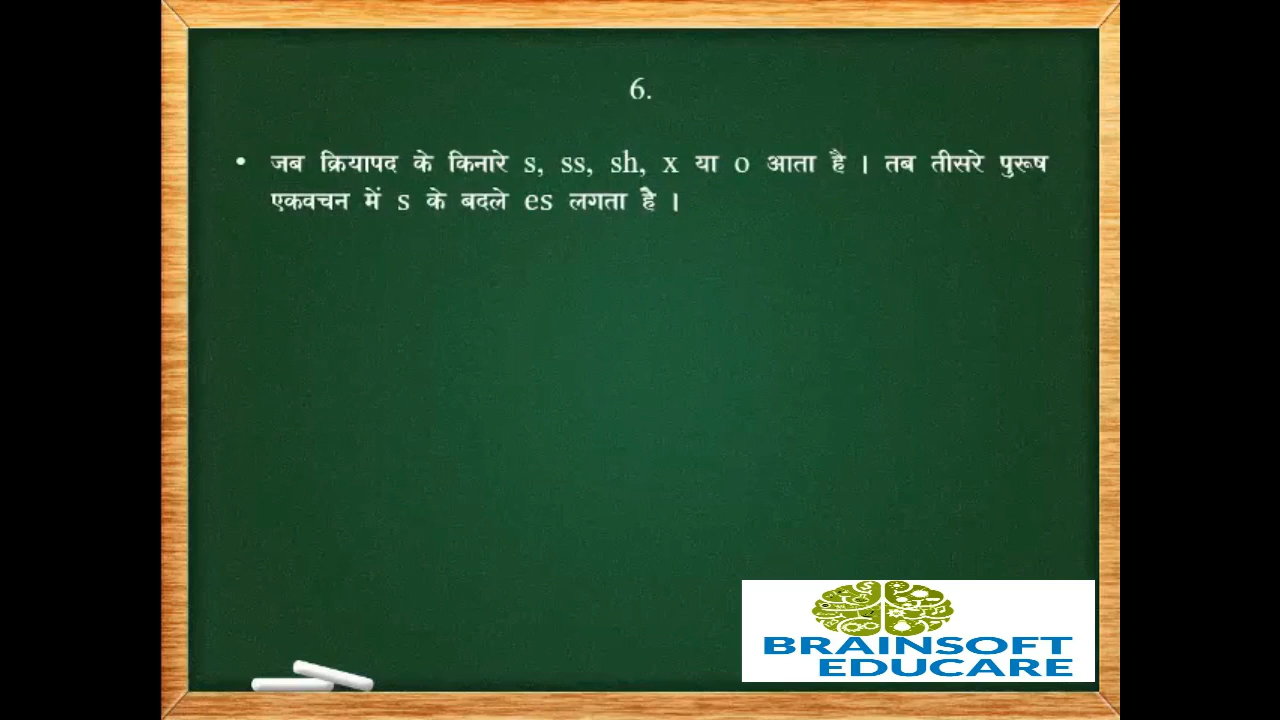 6.
• जब क्रियापद के किनारे s, ss, sh, x या o आता है । तब तीसरे पुरूष
एकवचन में s के बदले es लगता है ।
BRAINSOFT
EDUCARE